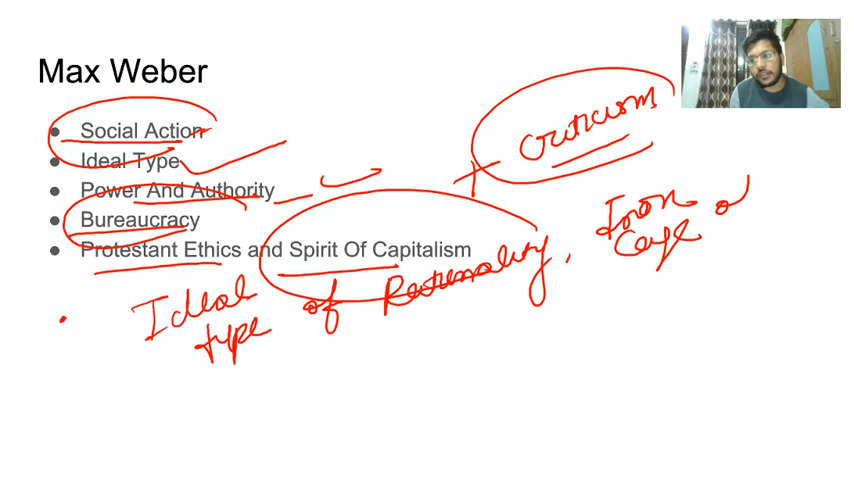 Max Weber
Social Action
Ideal Type
Power And Authority
Bureaucracy
Protestant Ethics and Spirit Of Capitalism
+ Criticism
Ideal type of Rationality, Iron Cage o